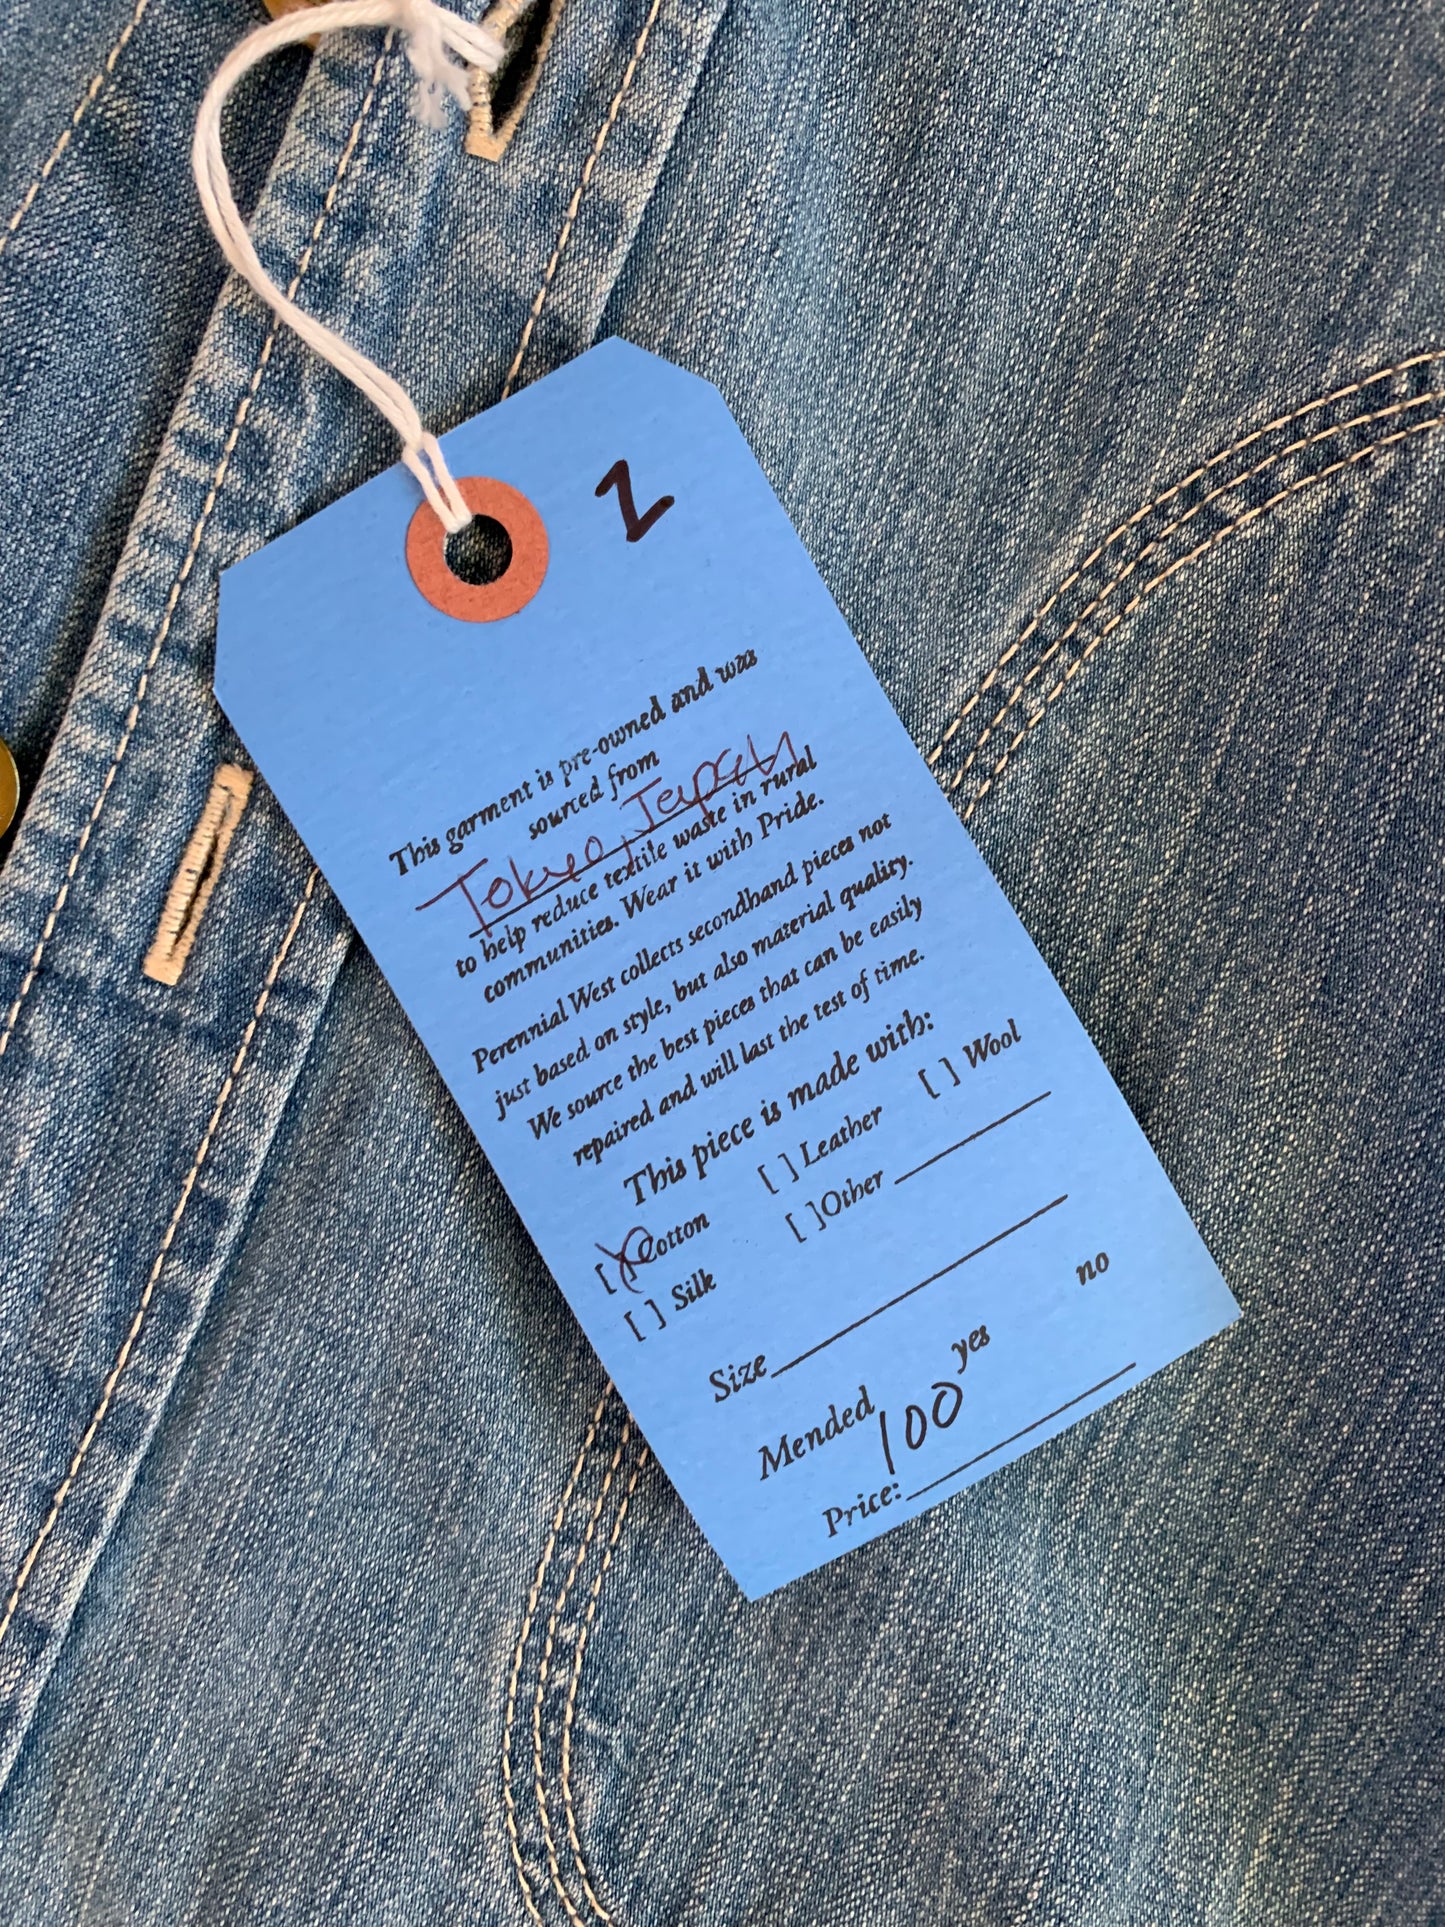 Z
This garment is pre-owned and was
sourced from
Tokyo, Japan
to help reduce textile waste in rural
communities. Wear it with Pride.
Perennial West collects secondhand pieces not
just based on style, but also material quality.
We source the best pieces that can be easily
repaired and will last the test of time.
This piece is made with:
[X] Cotton [ ] Leather [ ] Wool
[ ] Silk [ ] Other
Size
Mended yes no
Price: 100